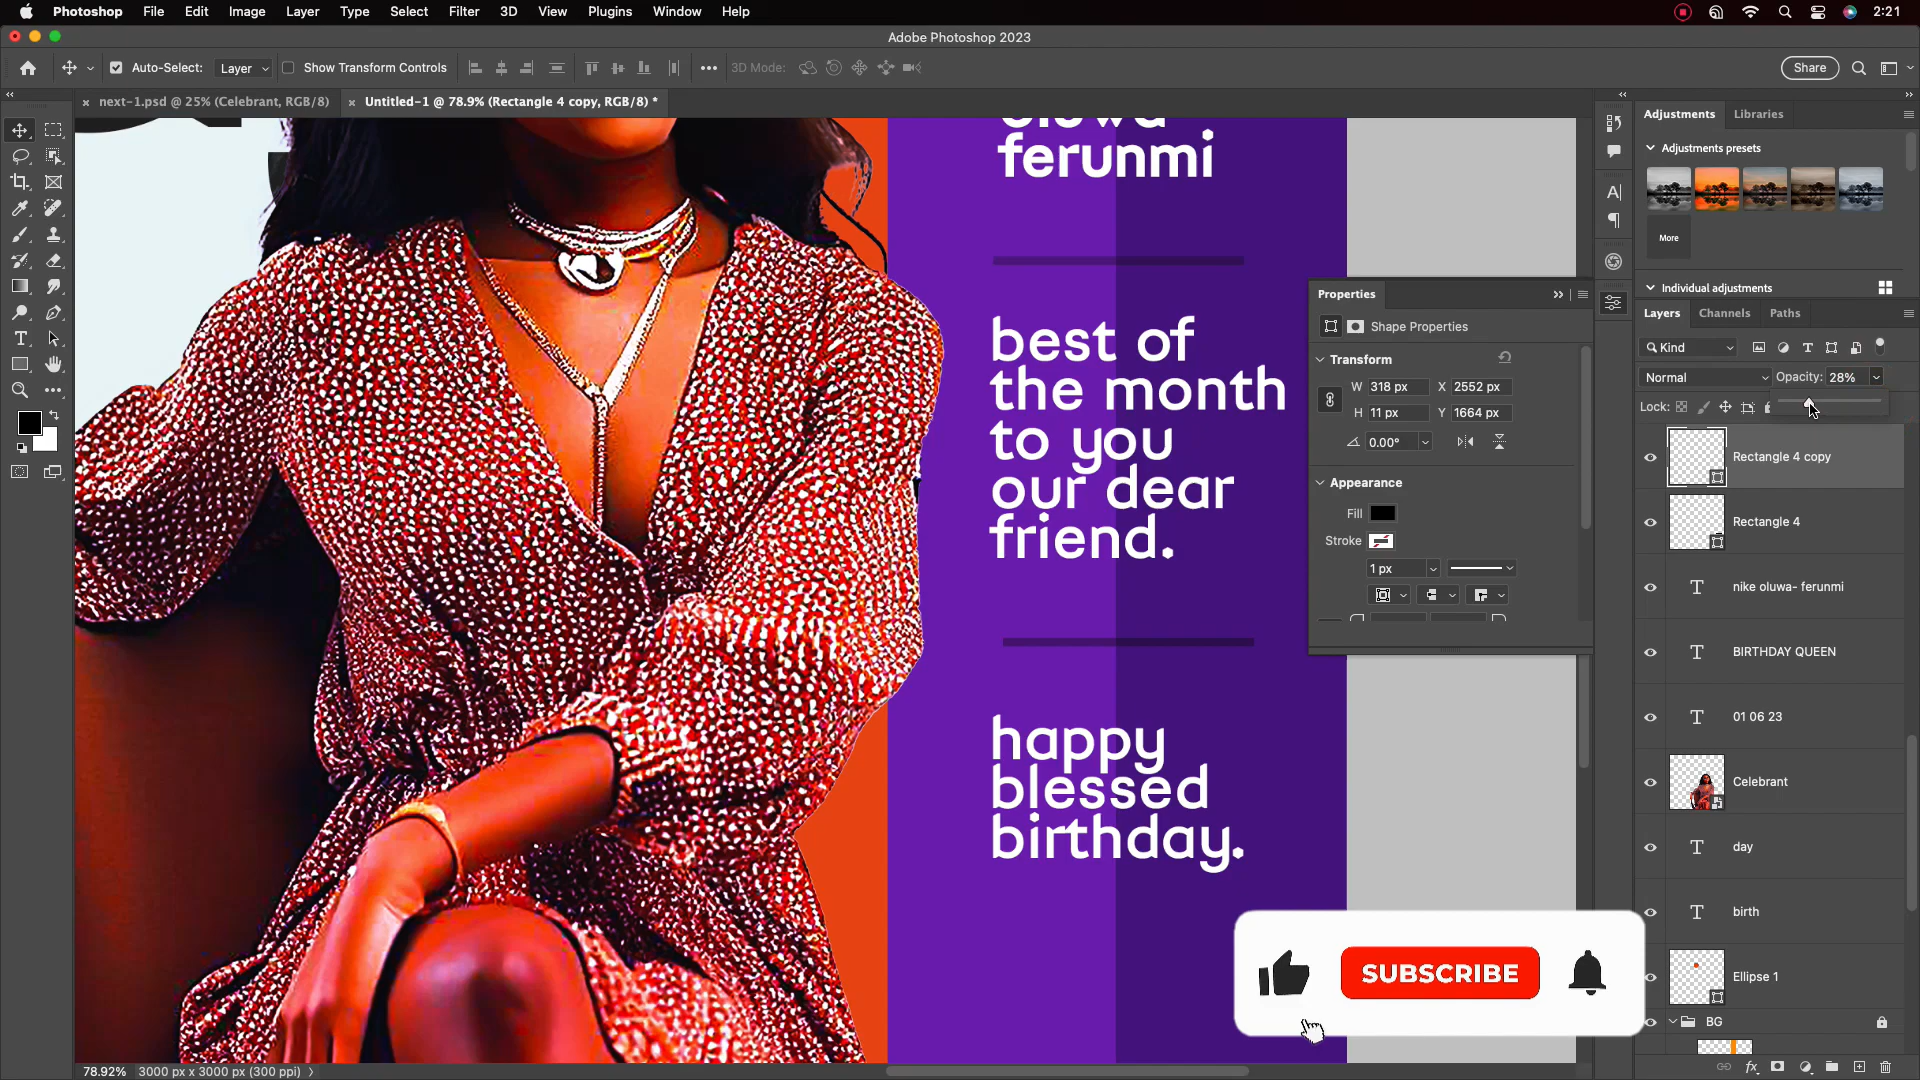 Photoshop File Edit Image Layer Type Select Filter 3D View Plugins Window Help 2:21
Adobe Photoshop 2023
Auto-Select: Layer Show Transform Controls 3D Mode: Share
next-1.psd @ 25% (Celebrant, RGB/8) Untitled-1 @ 78.9% (Rectangle 4 copy, RGB/8) *
ferunmi
best of
the month
to you
our dear
friend.
happy
blessed
birthday.
Properties
Shape Properties
Transform
W 318 px X 2552 px
H 11 px Y 1664 px
0.00°
Appearance
Fill
Stroke
1 px
Adjustments Libraries
Adjustments presets
More
Individual adjustments
Layers Channels Paths
Kind
Normal Opacity: 28%
Lock:
Rectangle 4 copy
Rectangle 4
nike oluwa- ferunmi
BIRTHDAY QUEEN
01 06 23
Celebrant
day
birth
Ellipse 1
BG
SUBSCRIBE
78.92% 3000 px x 3000 px (300 ppi)